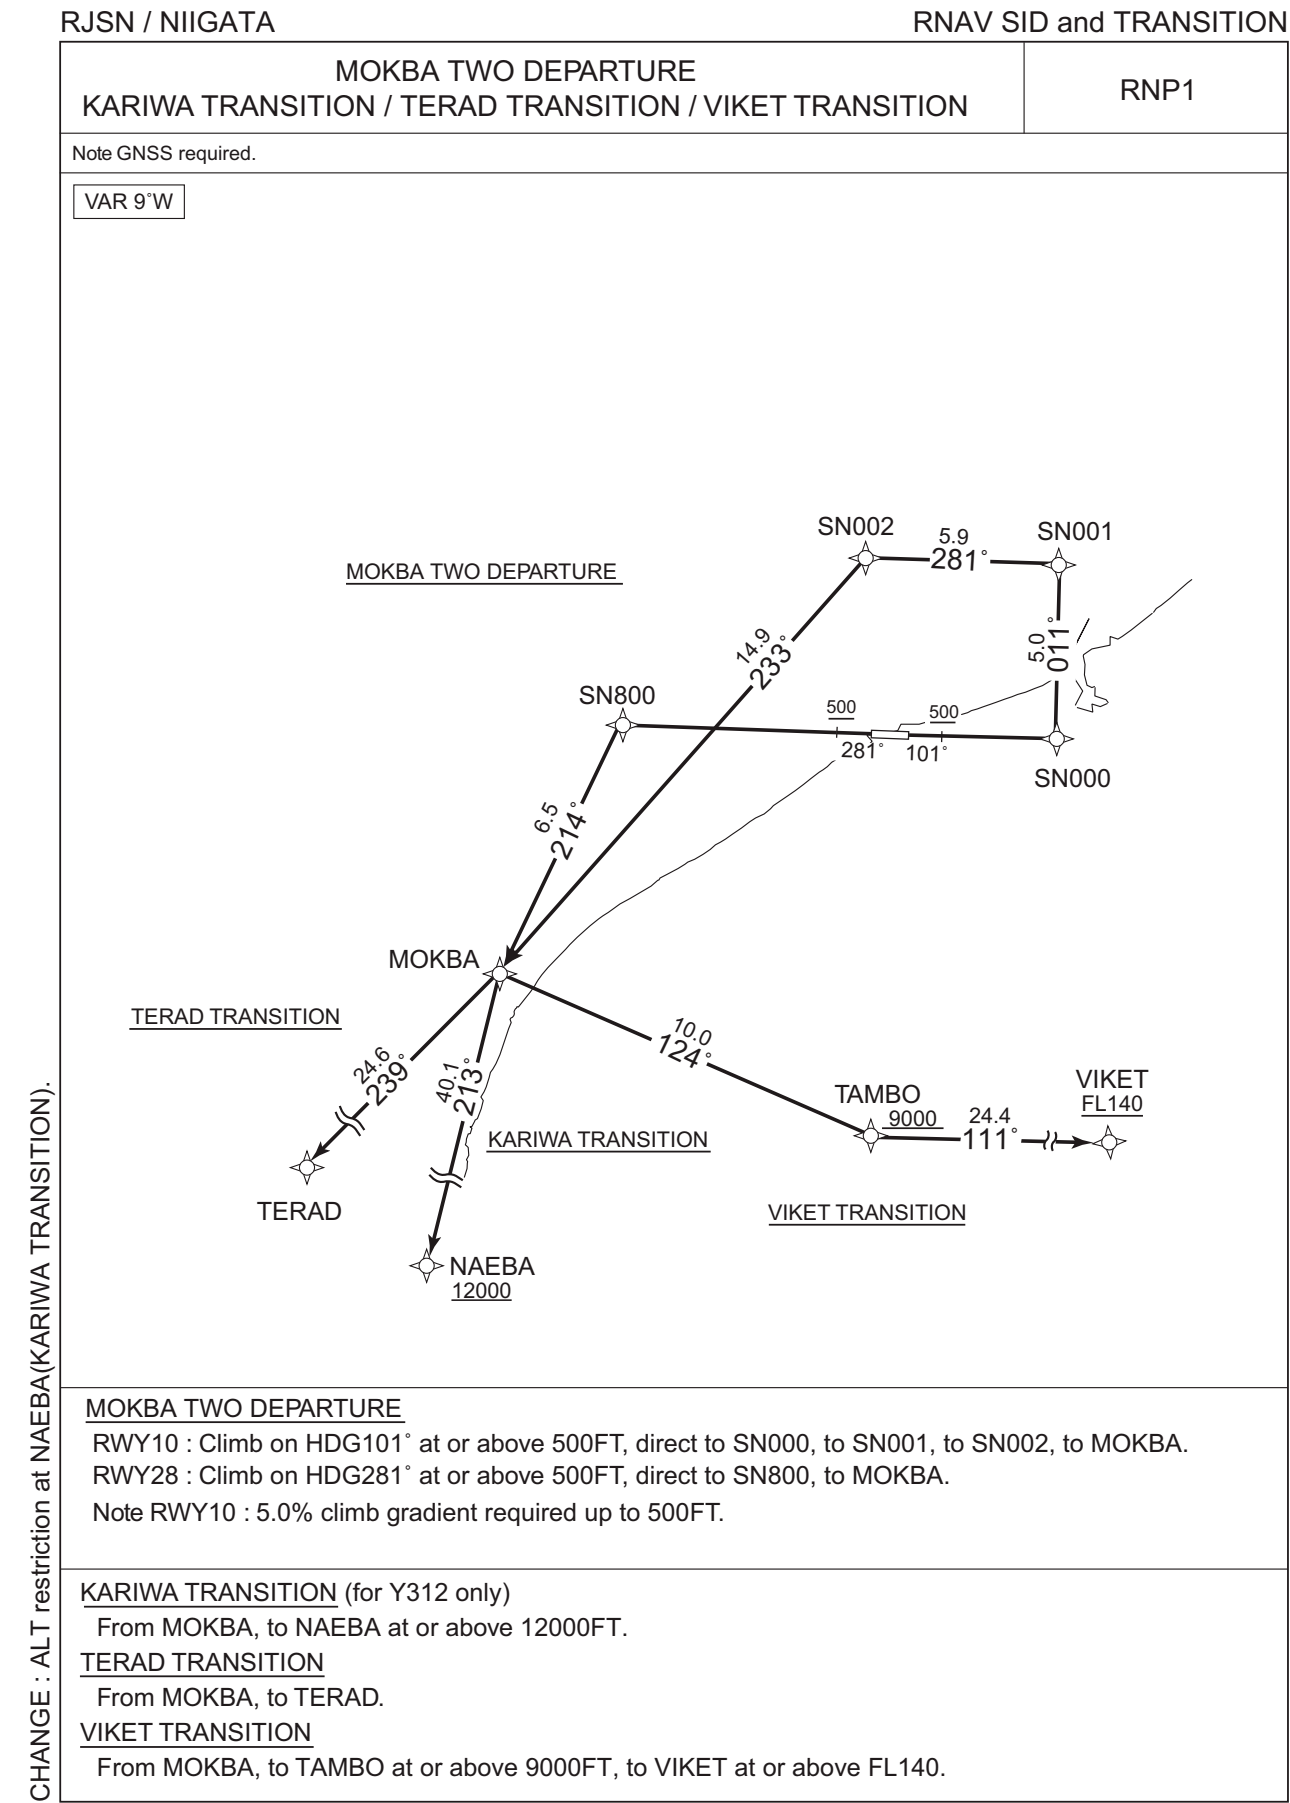 RJSN / NIIGATA
RNAV SID and TRANSITION
MOKBA TWO DEPARTURE
KARIWA TRANSITION / TERAD TRANSITION / VIKET TRANSITION
RNP1
Note GNSS required.
VAR 9˚W
SN002
5.9
281˚
SN001
MOKBA TWO DEPARTURE
14.9
233˚
5.0
011˚
SN800
500
500
281˚
101˚
SN000
6.5
214˚
MOKBA
TERAD TRANSITION
10.0
124˚
24.6
239˚
40.1
213˚
TAMBO
9000
24.4
111˚
VIKET
FL140
KARIWA TRANSITION
TERAD
VIKET TRANSITION
NAEBA
12000
MOKBA TWO DEPARTURE
RWY10 : Climb on HDG101˚ at or above 500FT, direct to SN000, to SN001, to SN002, to MOKBA.
RWY28 : Climb on HDG281˚ at or above 500FT, direct to SN800, to MOKBA.
Note RWY10 : 5.0% climb gradient required up to 500FT.
KARIWA TRANSITION (for Y312 only)
From MOKBA, to NAEBA at or above 12000FT.
TERAD TRANSITION
From MOKBA, to TERAD.
VIKET TRANSITION
From MOKBA, to TAMBO at or above 9000FT, to VIKET at or above FL140.
CHANGE : ALT restriction at NAEBA(KARIWA TRANSITION).